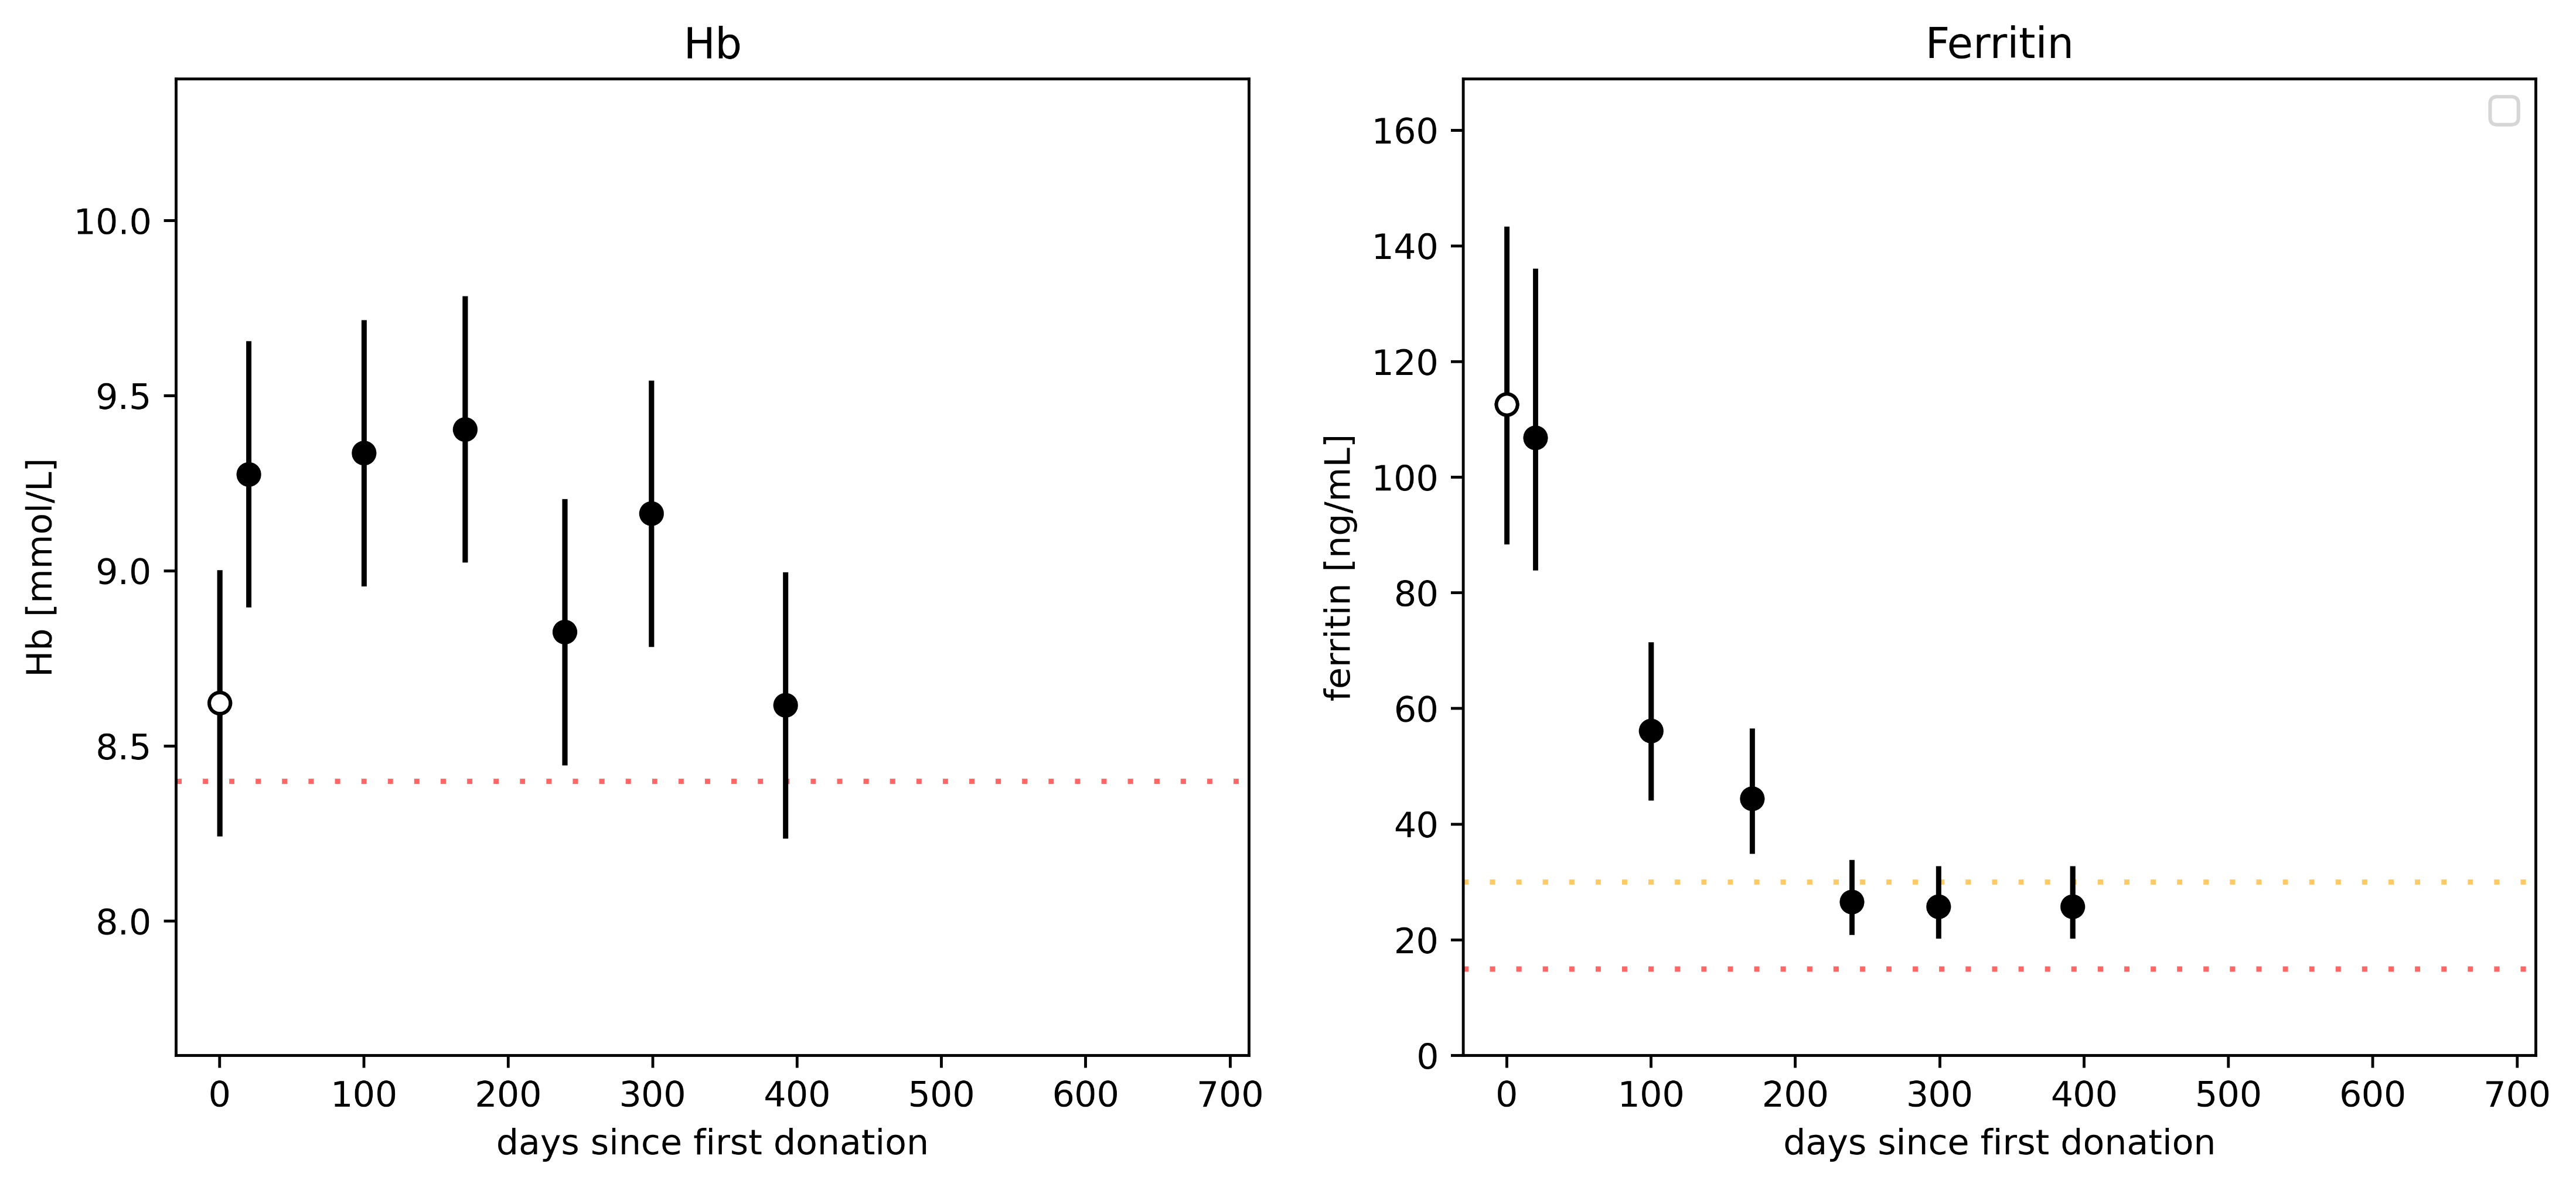 Hb
Hb [mmol/L]
10.0
9.5
9.0
8.5
8.0
0 100 200 300 400 500 600 700
days since first donation
Ferritin
ferritin [ng/mL]
160
140
120
100
80
60
40
20
0
0 100 200 300 400 500 600 700
days since first donation